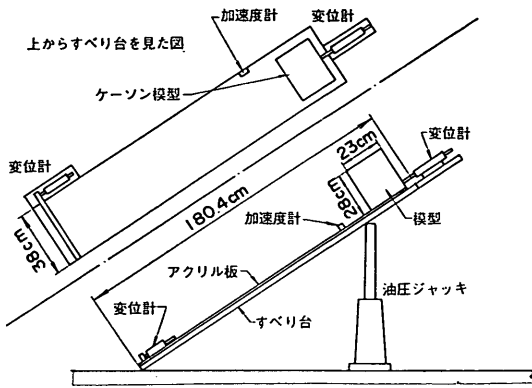 上からすべり台を見た図
加速度計
変位計
ケーソン模型
変位計
38cm
180.4cm
23cm
28cm
変位計
加速度計
模型
アクリル板
油圧ジャッキ
変位計
すべり台